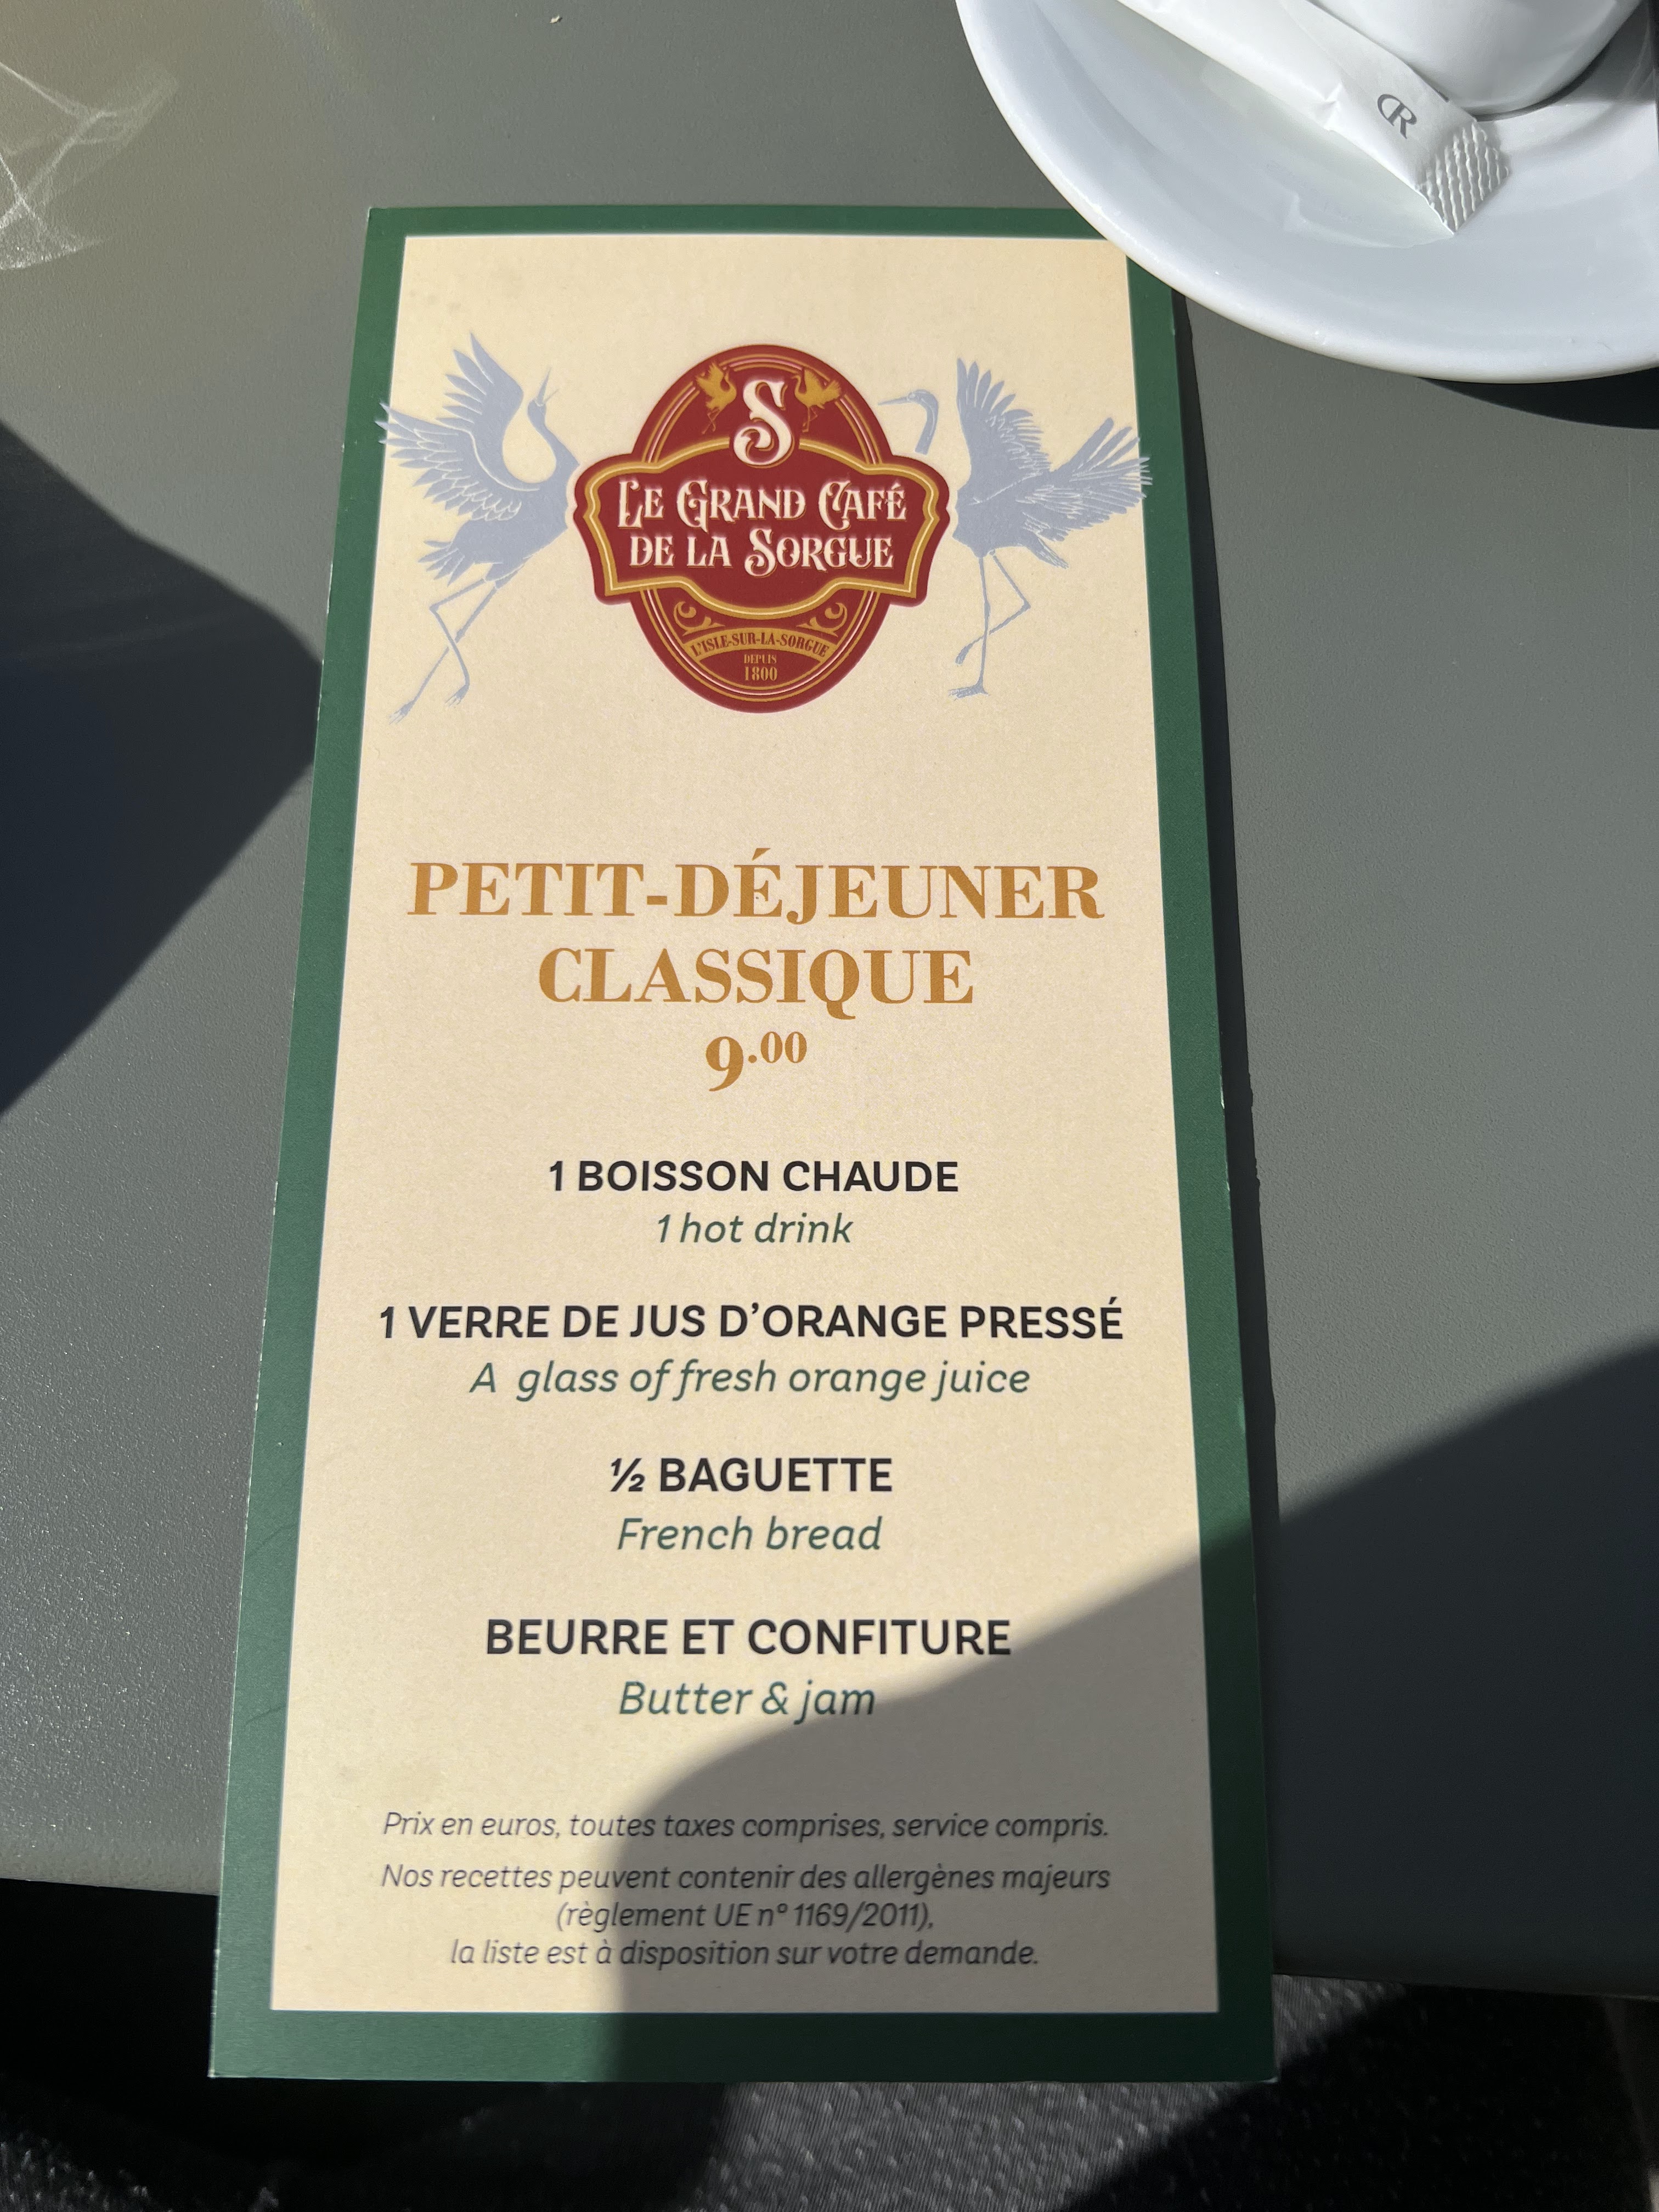 R
S
LE GRAND CAFÉ
DE LA SORGUE
L'ISLE-SUR-LA-SORGUE
DEPUIS
1800
PETIT-DÉJEUNER
CLASSIQUE
9.00
1 BOISSON CHAUDE
1 hot drink
1 VERRE DE JUS D'ORANGE PRESSÉ
A glass of fresh orange juice
½ BAGUETTE
French bread
BEURRE ET CONFITURE
Butter & jam
Prix en euros, toutes taxes comprises, service compris.
Nos recettes peuvent contenir des allergènes majeurs
(règlement UE n° 1169/2011),
la liste est à disposition sur votre demande.